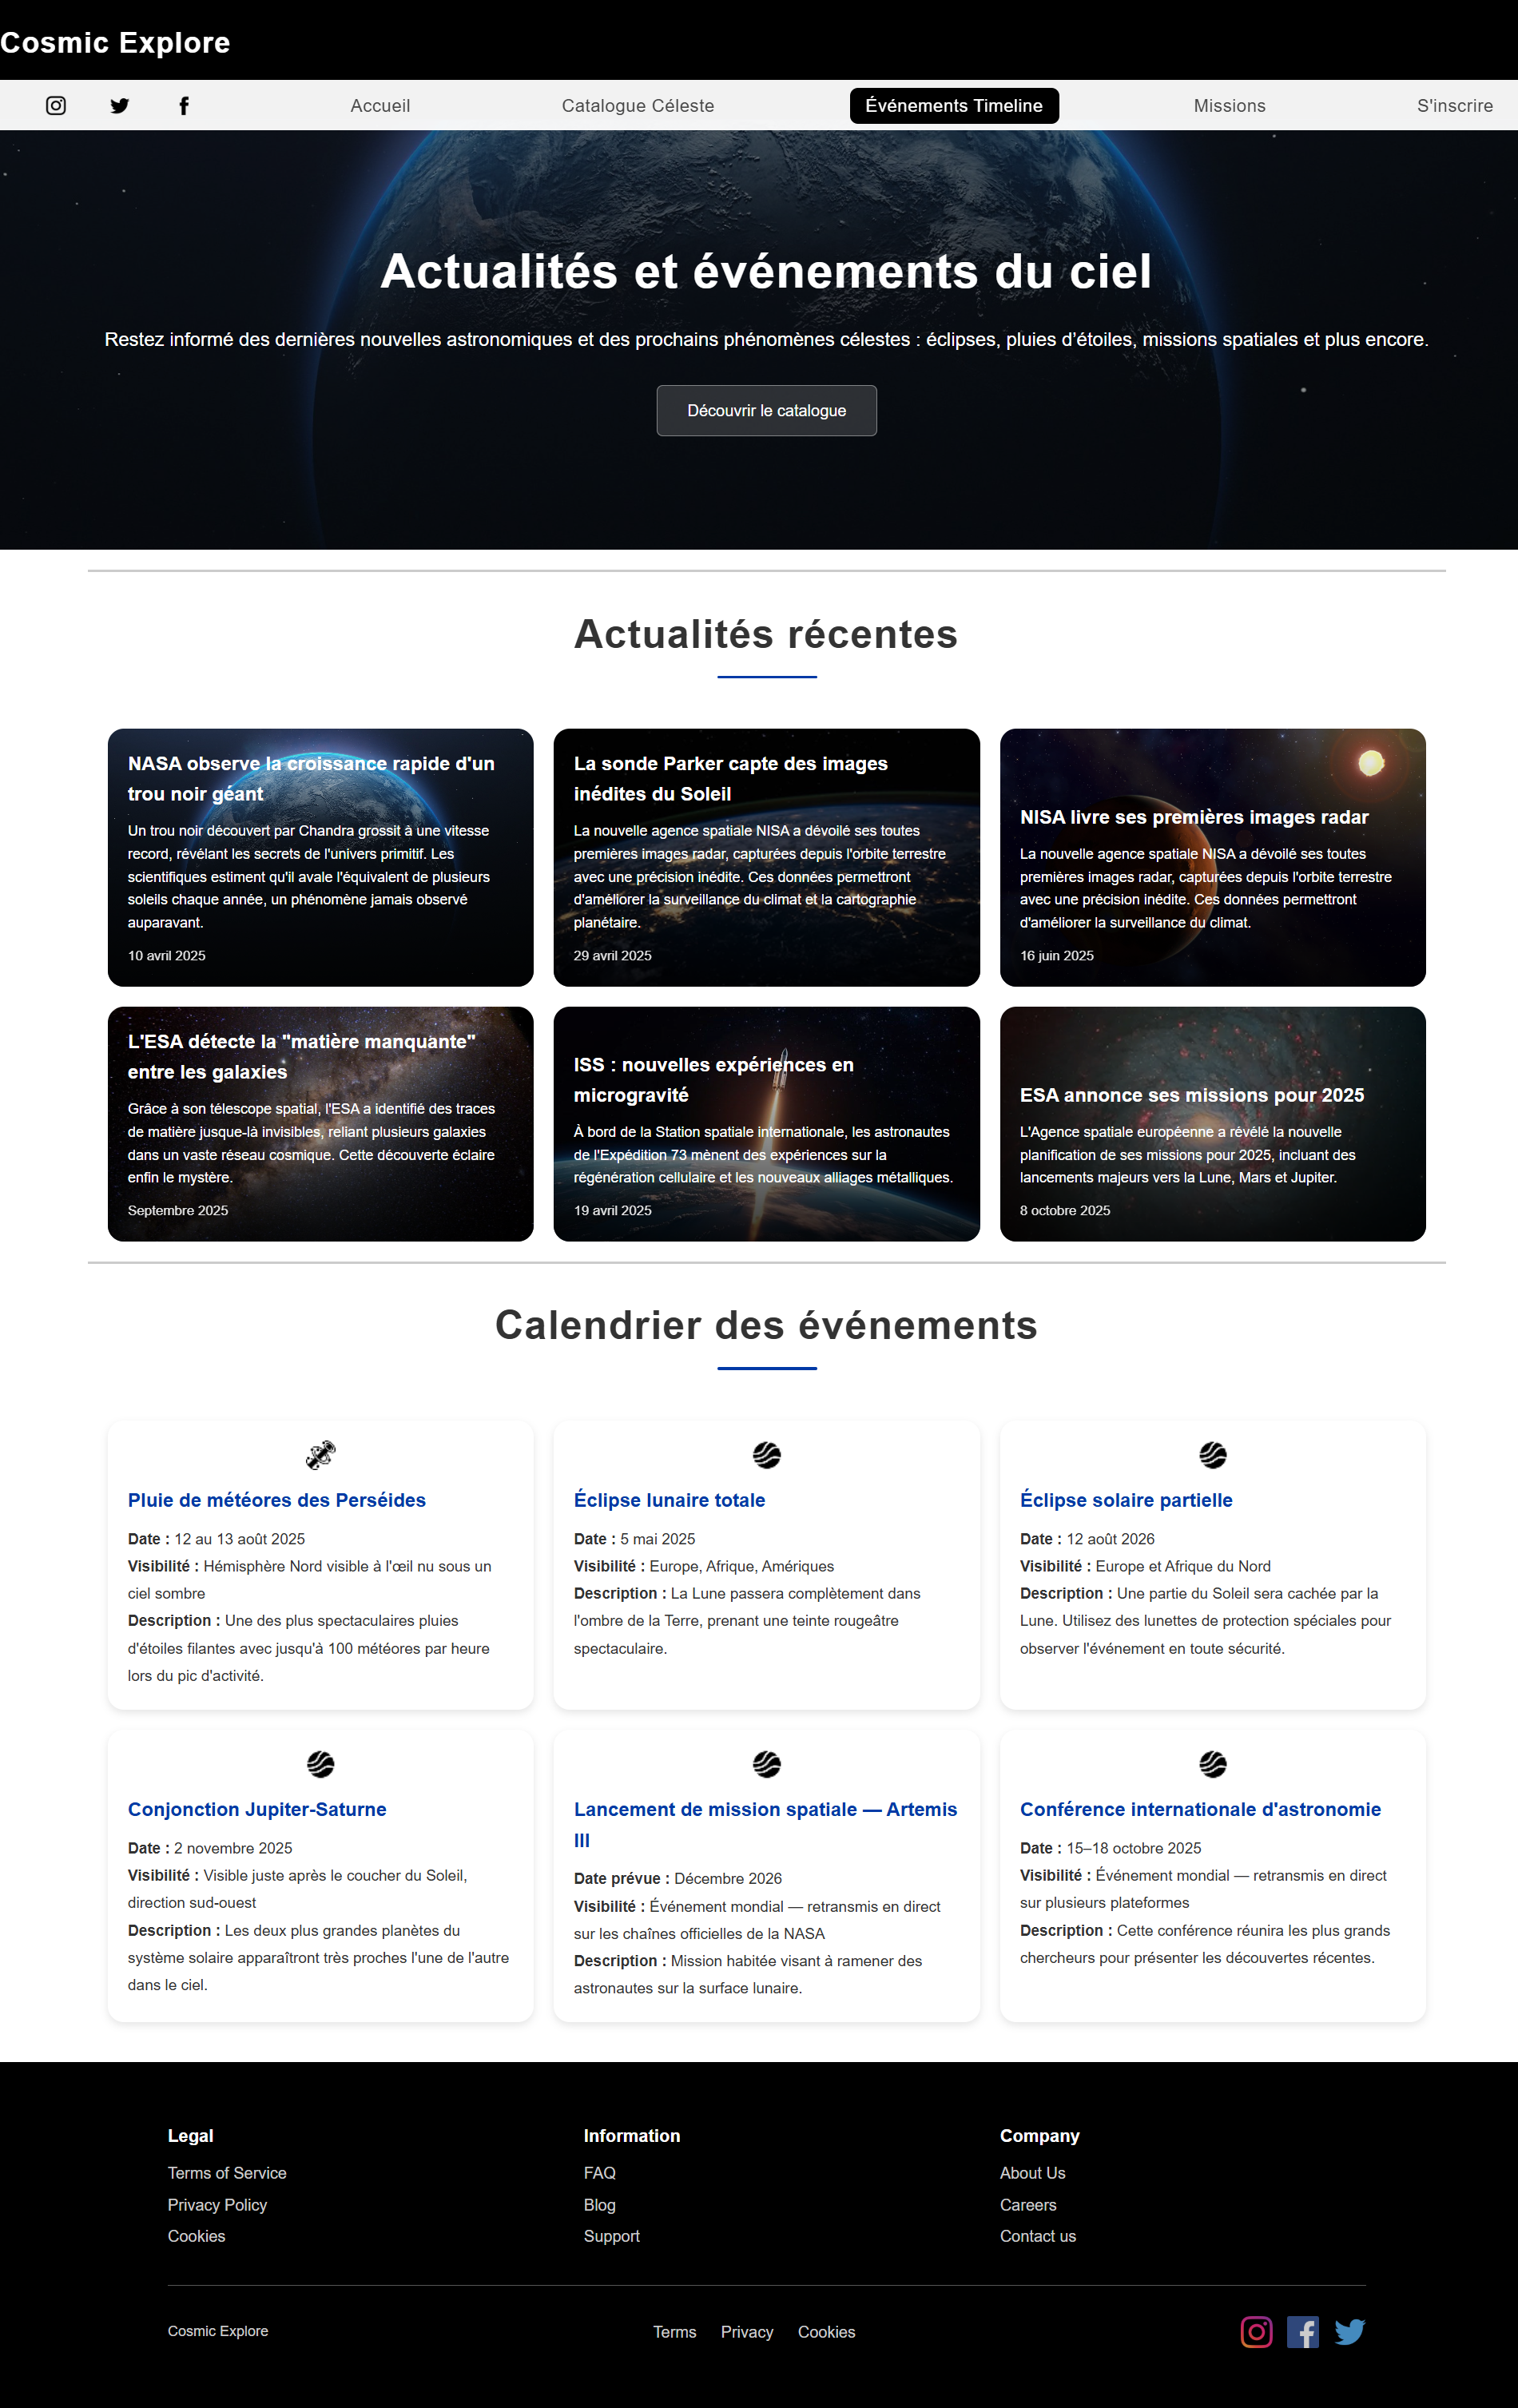 Cosmic Explore
Accueil
Catalogue Céleste
Événements Timeline
Missions
S'inscrire
Actualités et événements du ciel
Restez informé des dernières nouvelles astronomiques et des prochains phénomènes célestes : éclipses, pluies d’étoiles, missions spatiales et plus encore.
Découvrir le catalogue
Actualités récentes
NASA observe la croissance rapide d'un
trou noir géant
Un trou noir découvert par Chandra grossit à une vitesse
record, révélant les secrets de l'univers primitif. Les
scientifiques estiment qu'il avale l'équivalent de plusieurs
soleils chaque année, un phénomène jamais observé
auparavant.
10 avril 2025
La sonde Parker capte des images
inédites du Soleil
La nouvelle agence spatiale NISA a dévoilé ses toutes
premières images radar, capturées depuis l'orbite terrestre
avec une précision inédite. Ces données permettront
d'améliorer la surveillance du climat et la cartographie
planétaire.
29 avril 2025
NISA livre ses premières images radar
La nouvelle agence spatiale NISA a dévoilé ses toutes
premières images radar, capturées depuis l'orbite terrestre
avec une précision inédite. Ces données permettront
d'améliorer la surveillance du climat.
16 juin 2025
L'ESA détecte la "matière manquante"
entre les galaxies
Grâce à son télescope spatial, l'ESA a identifié des traces
de matière jusque-là invisibles, reliant plusieurs galaxies
dans un vaste réseau cosmique. Cette découverte éclaire
enfin le mystère.
Septembre 2025
ISS : nouvelles expériences en
microgravité
À bord de la Station spatiale internationale, les astronautes
de l'Expédition 73 mènent des expériences sur la
régénération cellulaire et les nouveaux alliages métalliques.
19 avril 2025
ESA annonce ses missions pour 2025
L'Agence spatiale européenne a révélé la nouvelle
planification de ses missions pour 2025, incluant des
lancements majeurs vers la Lune, Mars et Jupiter.
8 octobre 2025
Calendrier des événements
Pluie de météores des Perséides
Date : 12 au 13 août 2025
Visibilité : Hémisphère Nord visible à l'œil nu sous un
ciel sombre
Description : Une des plus spectaculaires pluies
d'étoiles filantes avec jusqu'à 100 météores par heure
lors du pic d'activité.
Éclipse lunaire totale
Date : 5 mai 2025
Visibilité : Europe, Afrique, Amériques
Description : La Lune passera complètement dans
l'ombre de la Terre, prenant une teinte rougeâtre
spectaculaire.
Éclipse solaire partielle
Date : 12 août 2026
Visibilité : Europe et Afrique du Nord
Description : Une partie du Soleil sera cachée par la
Lune. Utilisez des lunettes de protection spéciales pour
observer l'événement en toute sécurité.
Conjonction Jupiter-Saturne
Date : 2 novembre 2025
Visibilité : Visible juste après le coucher du Soleil,
direction sud-ouest
Description : Les deux plus grandes planètes du
système solaire apparaîtront très proches l'une de l'autre
dans le ciel.
Lancement de mission spatiale — Artemis
III
Date prévue : Décembre 2026
Visibilité : Événement mondial — retransmis en direct
sur les chaînes officielles de la NASA
Description : Mission habitée visant à ramener des
astronautes sur la surface lunaire.
Conférence internationale d'astronomie
Date : 15–18 octobre 2025
Visibilité : Événement mondial — retransmis en direct
sur plusieurs plateformes
Description : Cette conférence réunira les plus grands
chercheurs pour présenter les découvertes récentes.
Legal
Terms of Service
Privacy Policy
Cookies
Information
FAQ
Blog
Support
Company
About Us
Careers
Contact us
Cosmic Explore
Terms
Privacy
Cookies